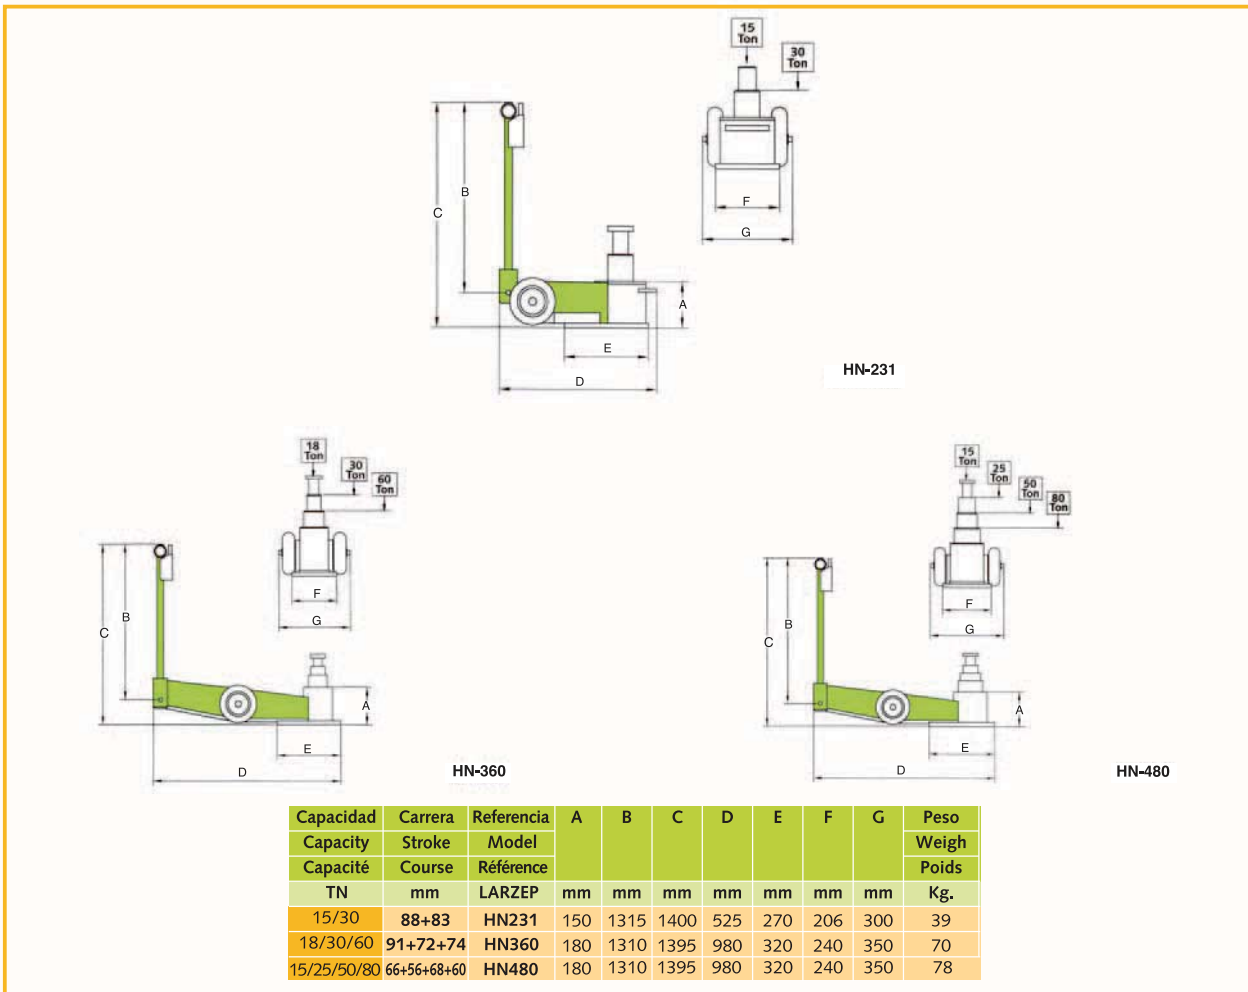 15
Ton
30
Ton
B
C
F
G
A
E
D
HN-231
18
Ton
30
Ton
60
Ton
B
C
F
G
A
E
D
HN-360
15
Ton
25
Ton
50
Ton
80
Ton
B
C
F
G
A
E
D
HN-480
Capacidad Carrera Referencia A B C D E F G Peso
Capacity Stroke Model Weigh
Capacité Course Référence Poids
TN mm LARZEP mm mm mm mm mm mm mm Kg.
15/30 88+83 HN231 150 1315 1400 525 270 206 300 39
18/30/60 91+72+74 HN360 180 1310 1395 980 320 240 350 70
15/25/50/80 66+56+68+60 HN480 180 1310 1395 980 320 240 350 78